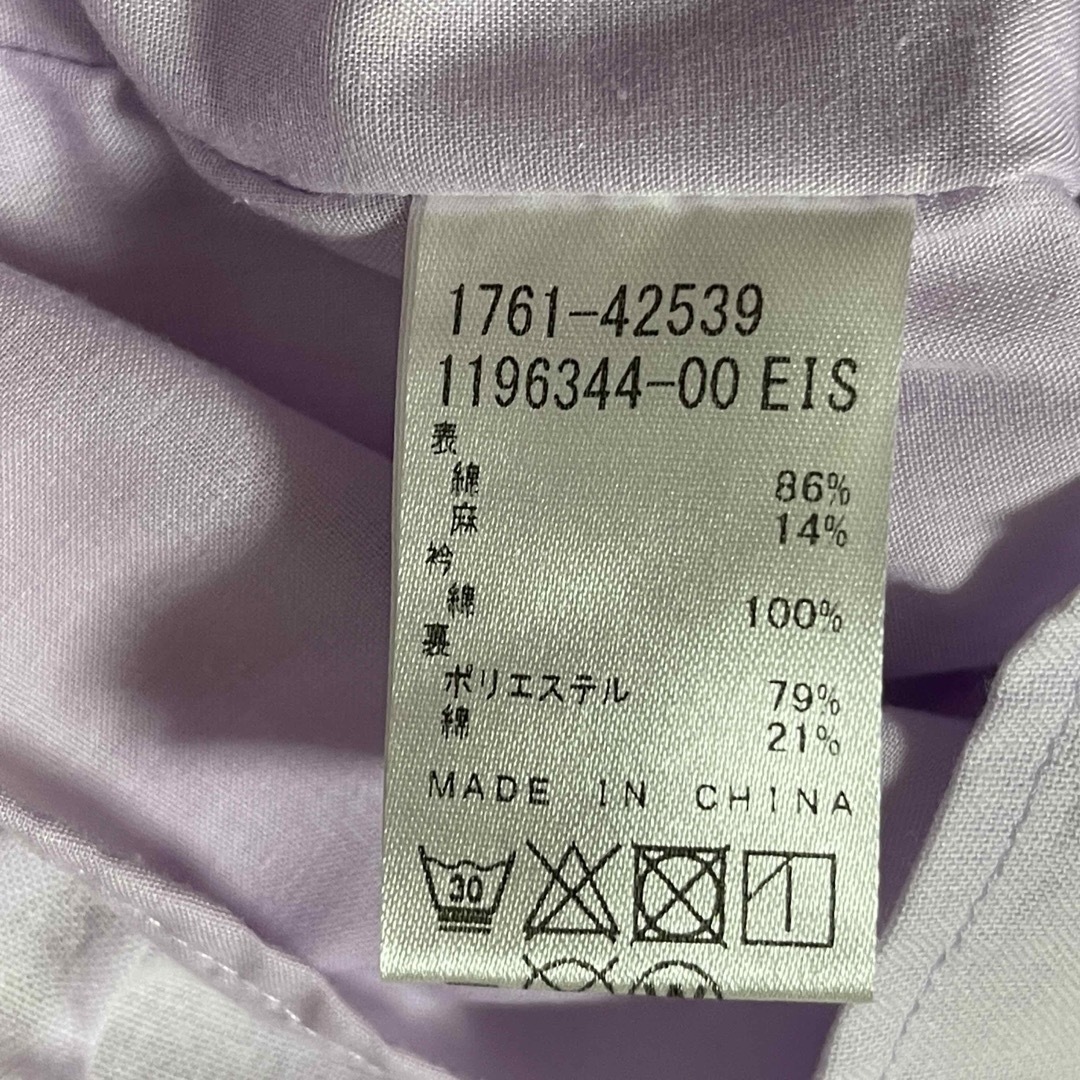 1761-42539
1196344-00 EIS
表
綿 86%
麻 14%
衿
綿 100%
裏
ポリエステル 79%
綿 21%
MADE IN CHINA
30